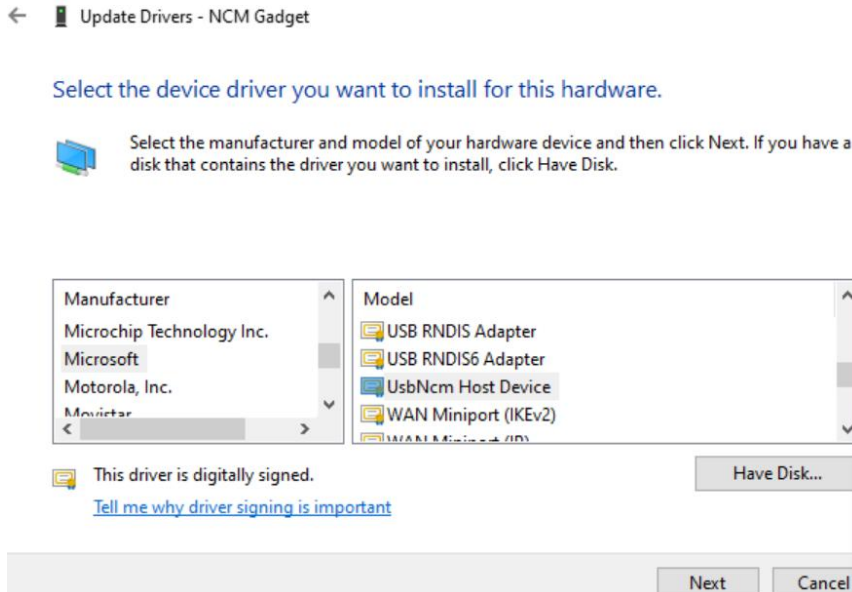 Update Drivers - NCM Gadget
Select the device driver you want to install for this hardware.
Select the manufacturer and model of your hardware device and then click Next. If you have a
disk that contains the driver you want to install, click Have Disk.
Manufacturer
Microchip Technology Inc.
Microsoft
Motorola, Inc.
Movistar
Model
USB RNDIS Adapter
USB RNDIS6 Adapter
UsbNcm Host Device
WAN Miniport (IKEv2)
WAN Miniport (IP)
This driver is digitally signed.
Have Disk...
Tell me why driver signing is important
Next
Cancel